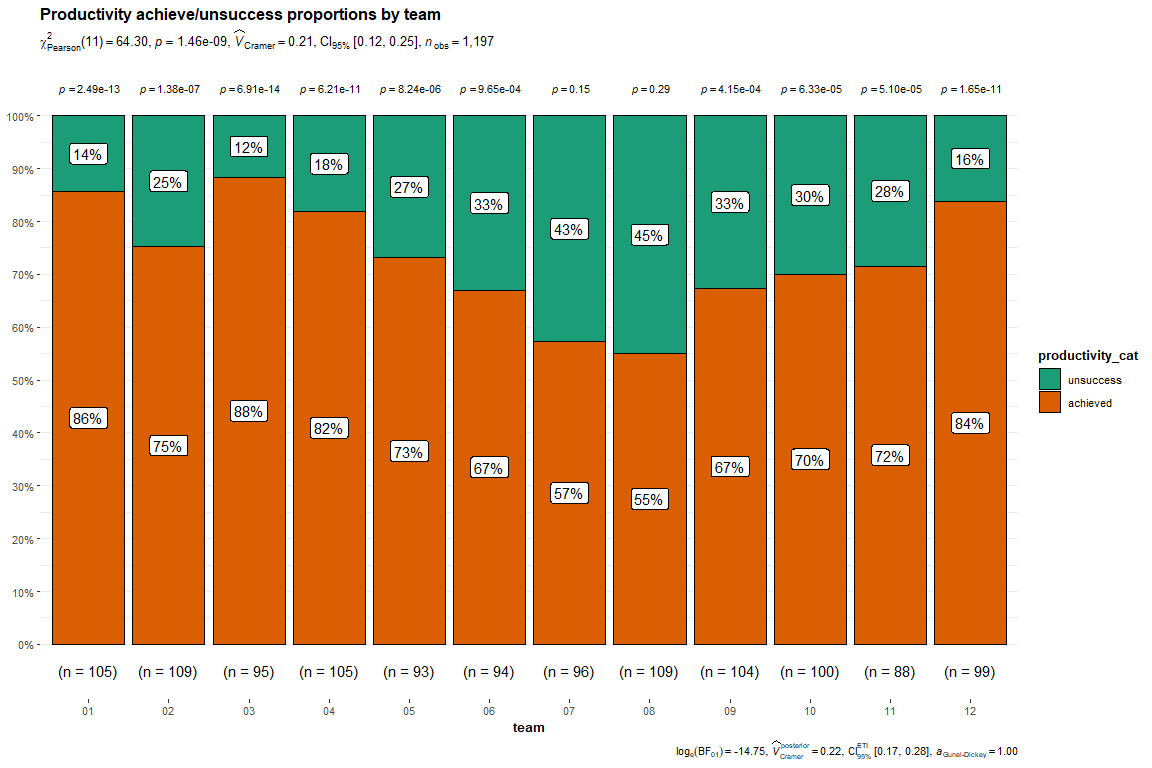 Productivity achieve/unsuccess proportions by team
χ²Pearson(11) = 64.30, p = 1.46e-09, V̂Cramer = 0.21, CI95% [0.12, 0.25], nobs = 1,197
p = 2.49e-13 p = 1.38e-07 p = 6.91e-14 p = 6.21e-11 p = 8.24e-06 p = 9.65e-04 p = 0.15 p = 0.29 p = 4.15e-04 p = 6.33e-05 p = 5.10e-05 p = 1.65e-11
100%
90%
80%
70%
60%
50%
40%
30%
20%
10%
0%
14% 25% 12% 18% 27% 33% 43% 45% 33% 30% 28% 16%
86% 75% 88% 82% 73% 67% 57% 55% 67% 70% 72% 84%
(n = 105) (n = 109) (n = 95) (n = 105) (n = 93) (n = 94) (n = 96) (n = 109) (n = 104) (n = 100) (n = 88) (n = 99)
01 02 03 04 05 06 07 08 09 10 11 12
team
productivity_cat
unsuccess
achieved
loge(BF01) = -14.75, V̂posterior Cramer = 0.22, CIETI 95% [0.17, 0.28], aGunel-Dickey = 1.00